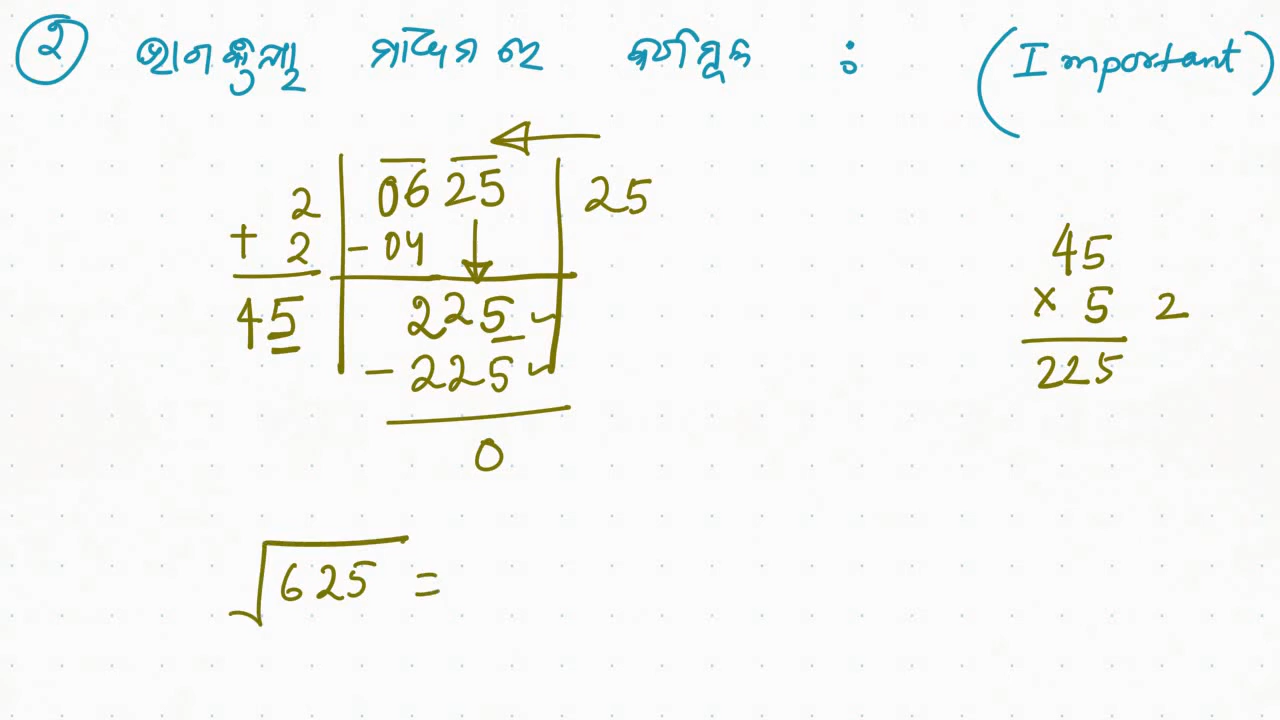 ୨ ଭାଗକ୍ରିୟା ମାଧ୍ୟମରେ ବର୍ଗମୂଳ : (Important)
2 | 06 25 | 25
+ 2 | - 04
45 | 225
- 225
0
45
× 5 2
225
√625 =